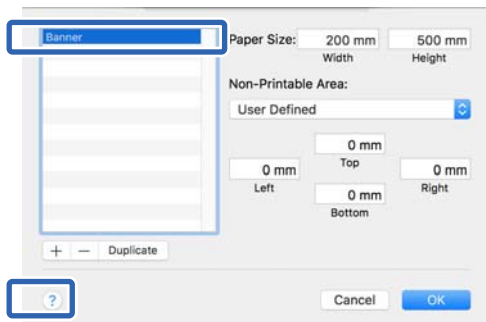 Banner
Paper Size: 200 mm 500 mm
Width Height
Non-Printable Area:
User Defined
0 mm
Top
0 mm 0 mm
Left Right
0 mm
Bottom
+ − Duplicate
? Cancel OK